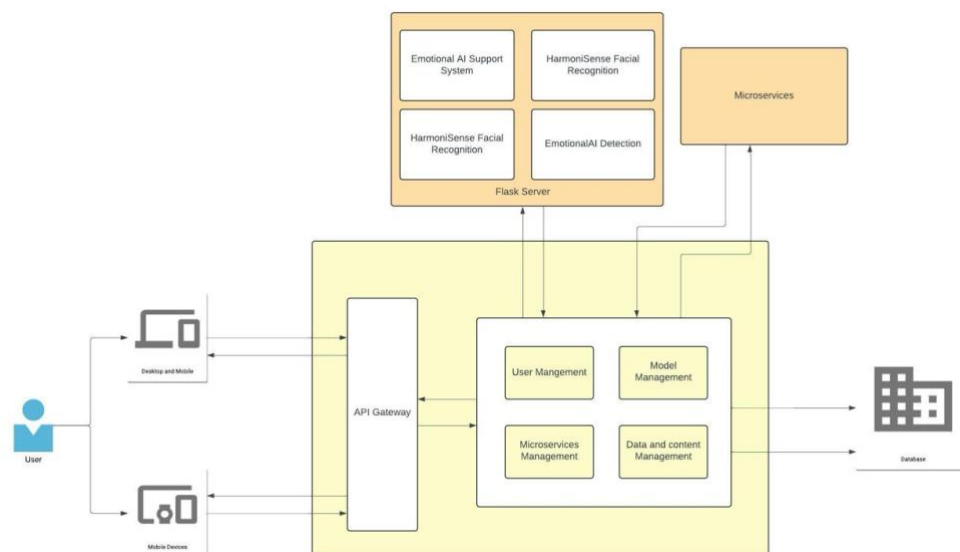 Emotional AI Support
System
HarmoniSense Facial
Recognition
HarmoniSense Facial
Recognition
EmotionalAI Detection
Flask Server
Microservices
Desktop and Mobile
User
Mobile Devices
API Gateway
User Mangement
Model
Management
Microservices
Management
Data and content
Management
Database